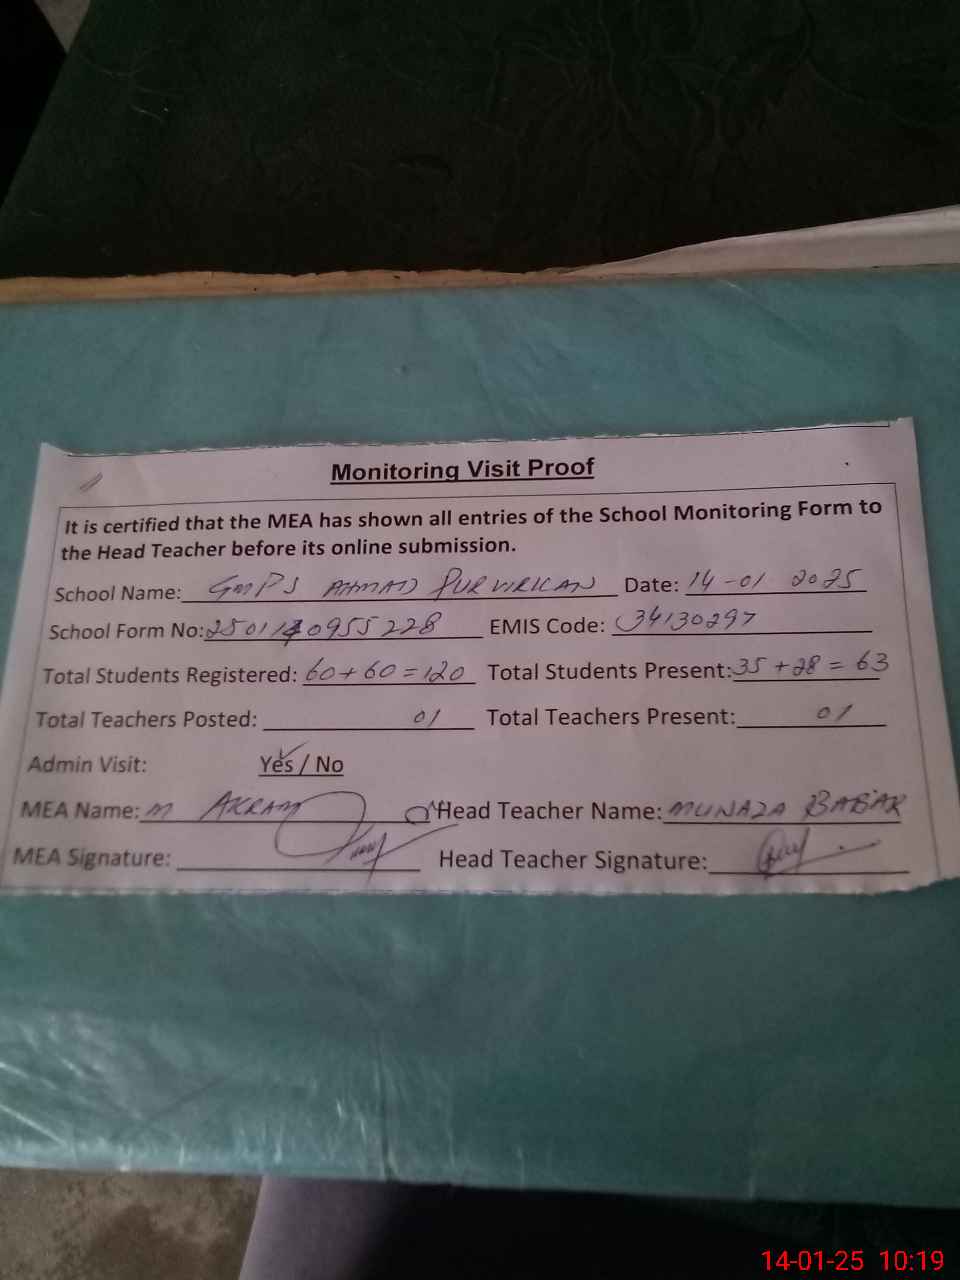 Monitoring Visit Proof
It is certified that the MEA has shown all entries of the School Monitoring Form to
the Head Teacher before its online submission.
School Name: GMPS AHMAD PURVIRKAN Date: 14-01 2025
School Form No: 2501140955228 EMIS Code: 34130297
Total Students Registered: 60+60=120 Total Students Present: 35+28=63
Total Teachers Posted: 01 Total Teachers Present: 01
Admin Visit: Yes / No
MEA Name: M AKRAM Head Teacher Name: MUNAZA BABAR
MEA Signature: Head Teacher Signature:
14-01-25 10:19